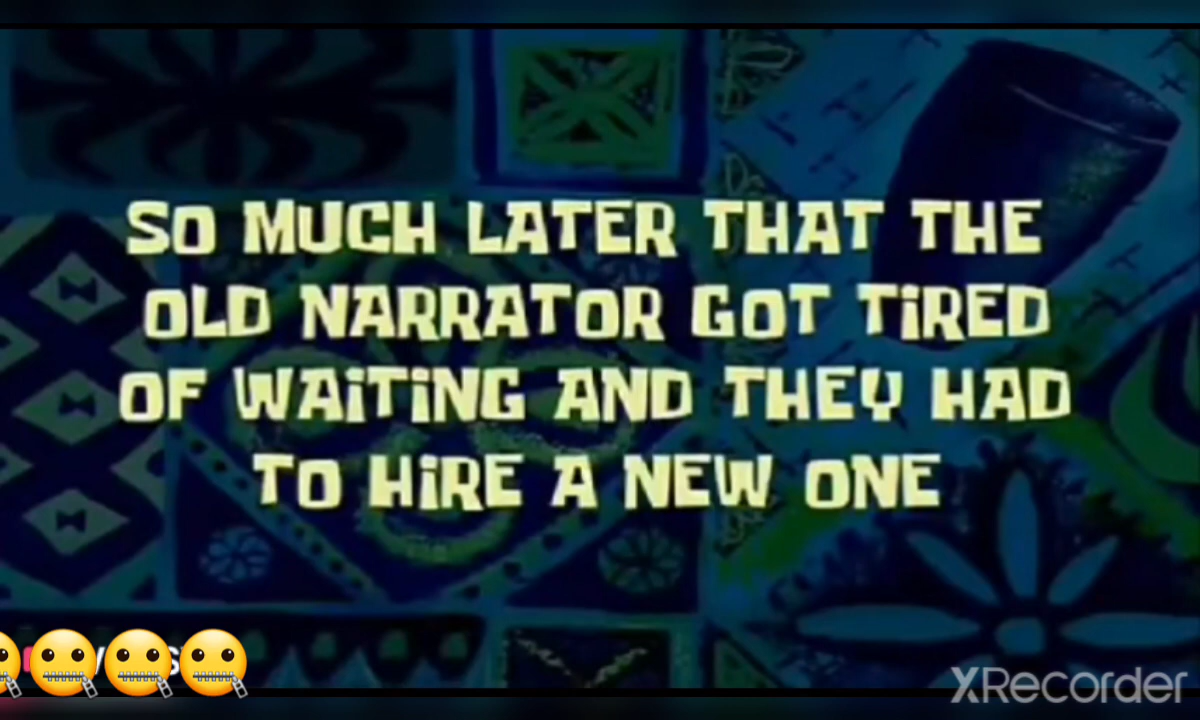 SO MUCH LATER THAT THE
OLD NARRATOR GOT TiRED
OF WAiTiNG AND THEY HAD
TO HiRE A NEW ONE
XRecorder